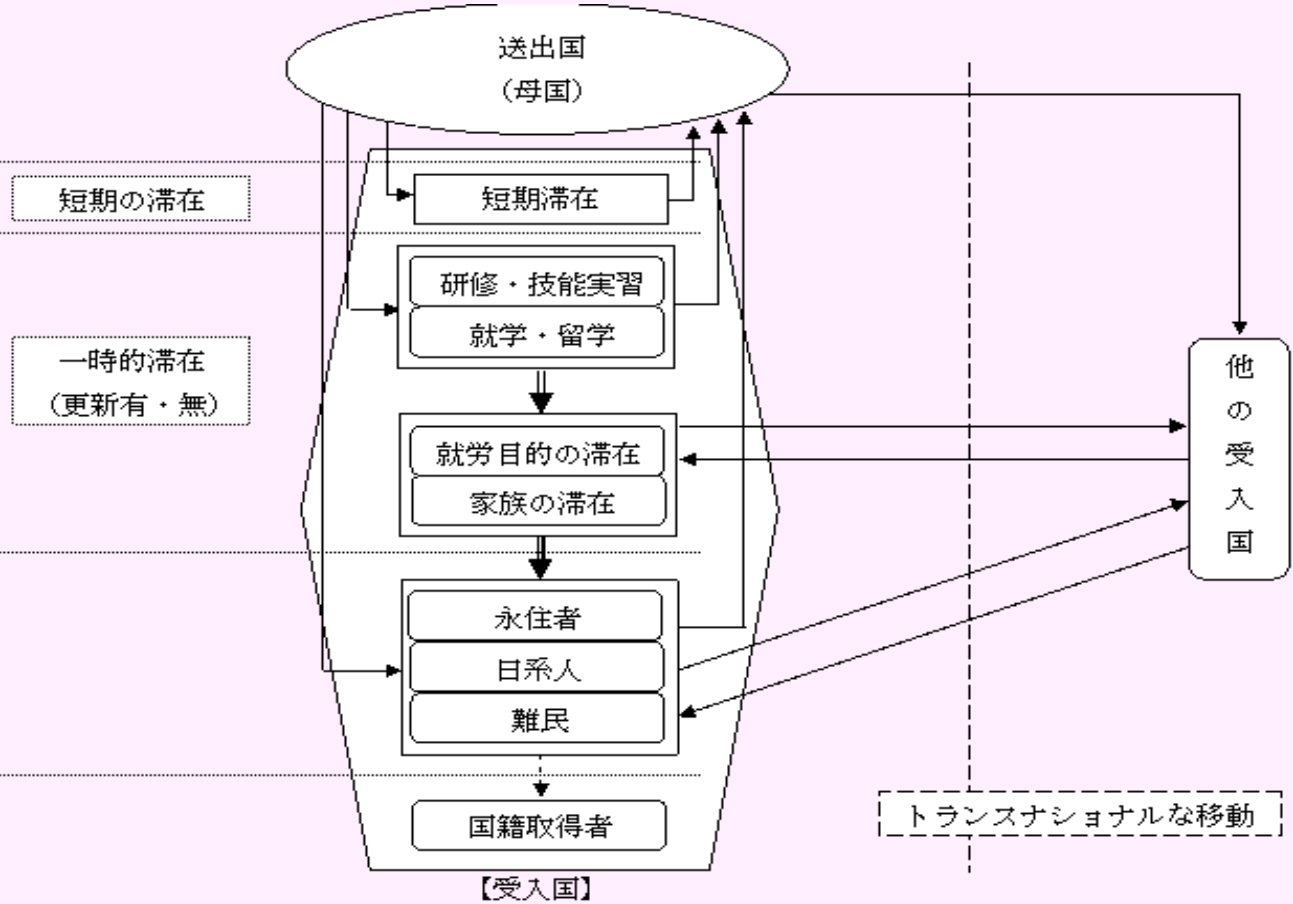 送出国
(母国)
短期の滞在
短期滞在
研修・技能実習
就学・留学
一時的滞在
(更新有・無)
就労目的の滞在
家族の滞在
他の受入国
永住者
日系人
難民
国籍取得者
トランスナショナルな移動
【受入国】